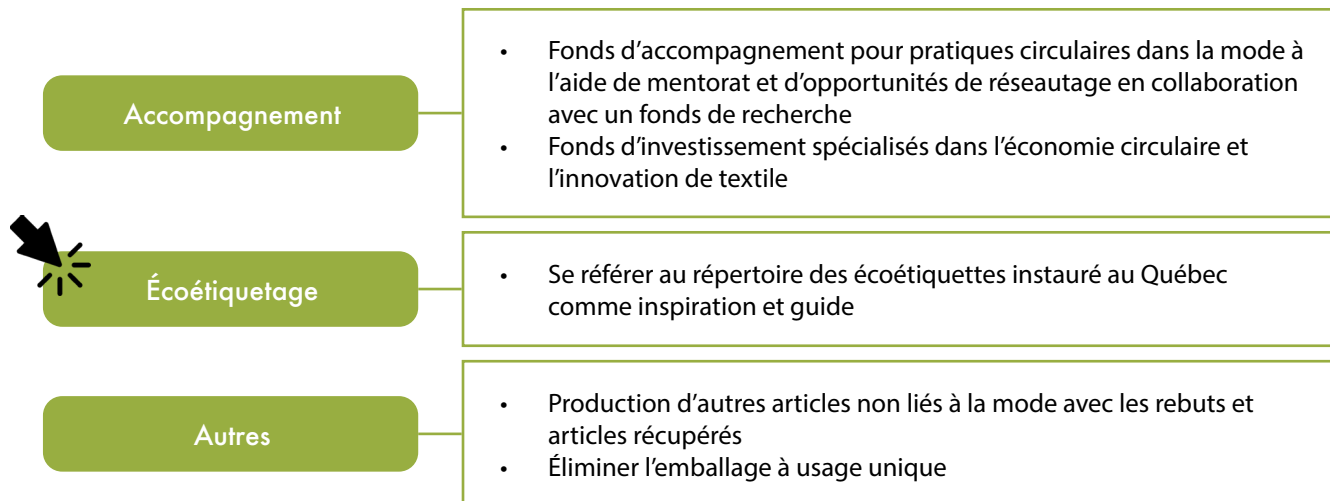 Accompagnement
• Fonds d’accompagnement pour pratiques circulaires dans la mode à
l’aide de mentorat et d’opportunités de réseautage en collaboration
avec un fonds de recherche
• Fonds d’investissement spécialisés dans l’économie circulaire et
l’innovation de textile
Écoétiquetage
• Se référer au répertoire des écoétiquettes instauré au Québec
comme inspiration et guide
Autres
• Production d’autres articles non liés à la mode avec les rebuts et
articles récupérés
• Éliminer l’emballage à usage unique